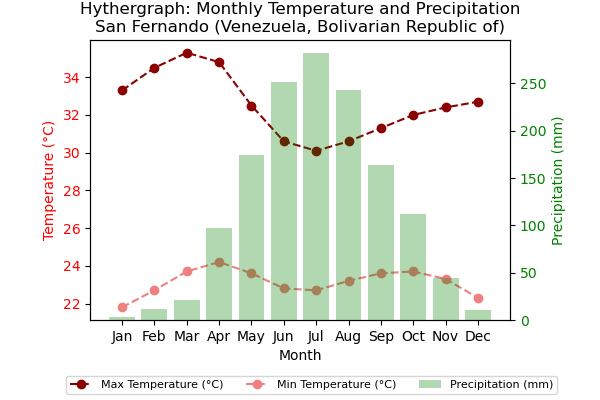 Hythergraph: Monthly Temperature and Precipitation
San Fernando (Venezuela, Bolivarian Republic of)
Temperature (°C)
34
32
30
28
26
24
22
Precipitation (mm)
250
200
150
100
50
0
Jan Feb Mar Apr May Jun Jul Aug Sep Oct Nov Dec
Month
Max Temperature (°C) Min Temperature (°C) Precipitation (mm)